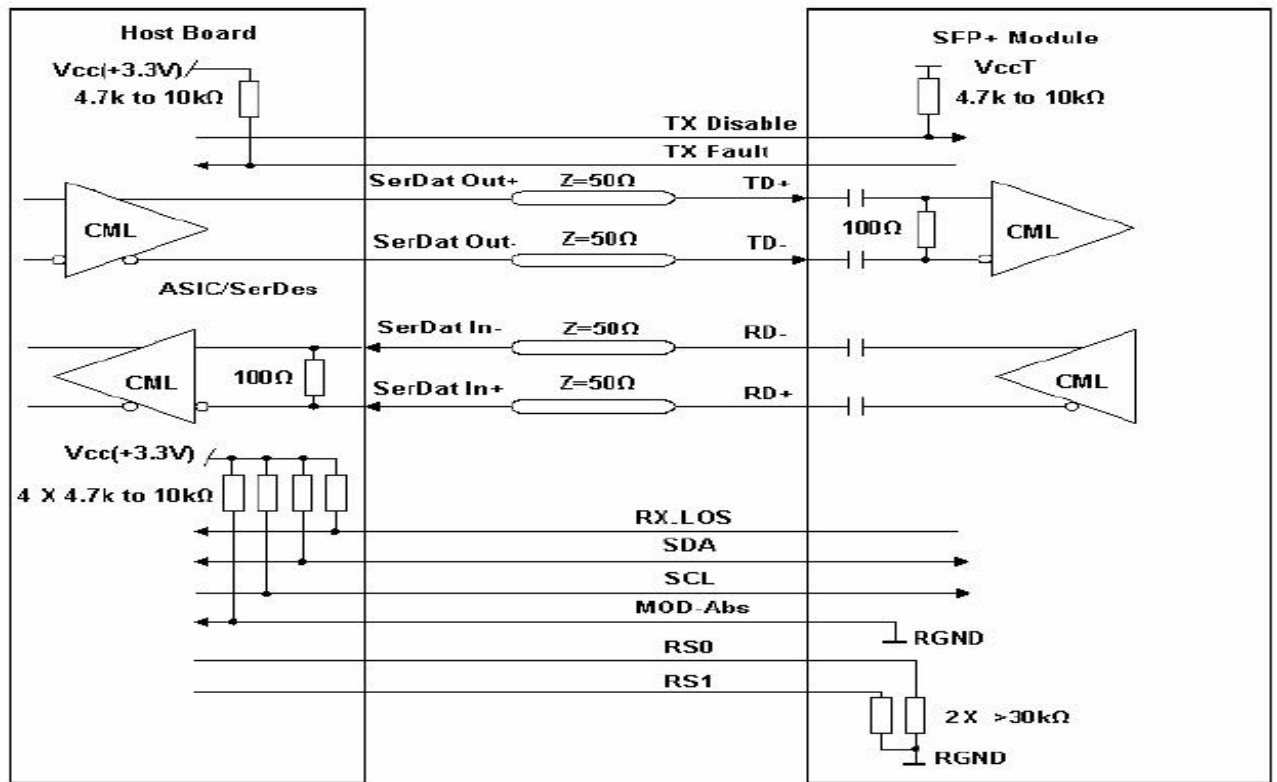 Host Board
SFP+ Module
Vcc(+3.3V)
VccT
4.7k to 10kΩ
4.7k to 10kΩ
TX Disable
TX Fault
SerDat Out+
Z=50Ω
TD+
CML
100Ω
CML
SerDat Out-
Z=50Ω
TD-
ASIC/SerDes
SerDat In-
Z=50Ω
RD-
CML
100Ω
SerDat In+
Z=50Ω
RD+
CML
Vcc(+3.3V)
4 X 4.7k to 10kΩ
RX_LOS
SDA
SCL
MOD-Abs
RGND
RS0
RS1
2X >30kΩ
RGND